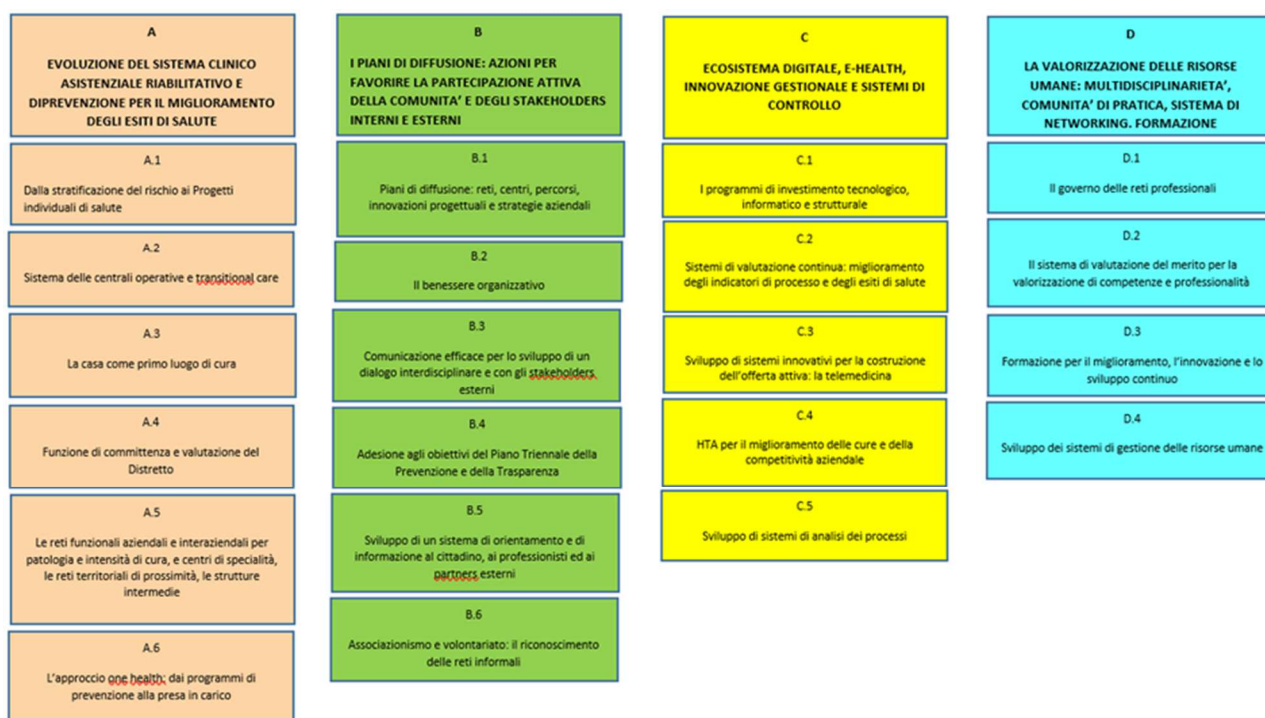 A
EVOLUZIONE DEL SISTEMA CLINICO
ASISTENZIALE RIABILITATIVO E
DIPREVENZIONE PER IL MIGLIORAMENTO
DEGLI ESITI DI SALUTE
A.1
Dalla stratificazione del rischio ai Progetti
individuali di salute
A.2
Sistema delle centrali operative e transitional care
A.3
La casa come primo luogo di cura
A.4
Funzione di committenza e valutazione del
Distretto
A.5
Le reti funzionali aziendali e interaziendali per
patologia e intensità di cura, e centri di specialità,
le reti territoriali di prossimità, le strutture
intermedie
A.6
L'approccio one health: dai programmi di
prevenzione alla presa in carico
B
I PIANI DI DIFFUSIONE: AZIONI PER
FAVORIRE LA PARTECIPAZIONE ATTIVA
DELLA COMUNITA' E DEGLI STAKEHOLDERS
INTERNI E ESTERNI
B.1
Piani di diffusione: reti, centri, percorsi,
innovazioni progettuali e strategie aziendali
B.2
Il benessere organizzativo
B.3
Comunicazione efficace per lo sviluppo di un
dialogo interdisciplinare e con gli stakeholders
esterni
B.4
Adesione agli obiettivi del Piano Triennale della
Prevenzione e della Trasparenza
B.5
Sviluppo di un sistema di orientamento e di
informazione al cittadino, ai professionisti ed ai
partners esterni
B.6
Associazionismo e volontariato: il riconoscimento
delle reti informali
C
ECOSISTEMA DIGITALE, E-HEALTH,
INNOVAZIONE GESTIONALE E SISTEMI DI
CONTROLLO
C.1
I programmi di investimento tecnologico,
informatico e strutturale
C.2
Sistemi di valutazione continua: miglioramento
degli indicatori di processo e degli esiti di salute
C.3
Sviluppo di sistemi innovativi per la costruzione
dell'offerta attiva: la telemedicina
C.4
HTA per il miglioramento delle cure e della
competitività aziendale
C.5
Sviluppo di sistemi di analisi dei processi
D
LA VALORIZZAZIONE DELLE RISORSE
UMANE: MULTIDISCIPLINARIETA',
COMUNITA' DI PRATICA, SISTEMA DI
NETWORKING. FORMAZIONE
D.1
Il governo delle reti professionali
D.2
Il sistema di valutazione del merito per la
valorizzazione di competenze e professionalità
D.3
Formazione per il miglioramento, l'innovazione e lo
sviluppo continuo
D.4
Sviluppo dei sistemi di gestione delle risorse umane